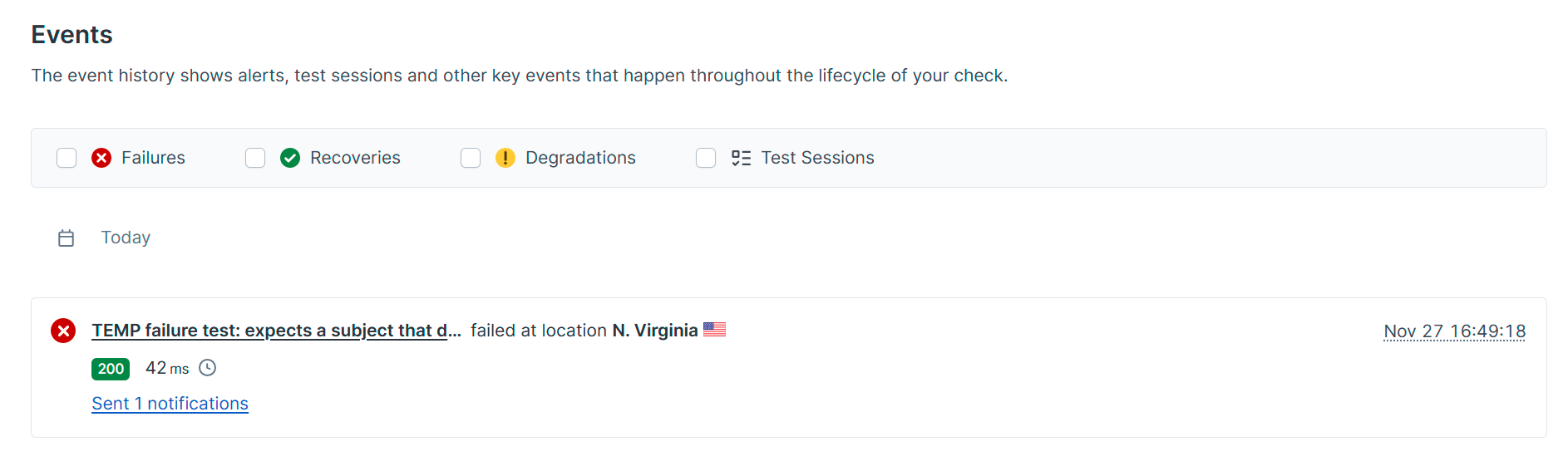 Events
The event history shows alerts, test sessions and other key events that happen throughout the lifecycle of your check.
Failures Recoveries Degradations Test Sessions
Today
TEMP failure test: expects a subject that d... failed at location N. Virginia Nov 27 16:49:18
200 42 ms
Sent 1 notifications